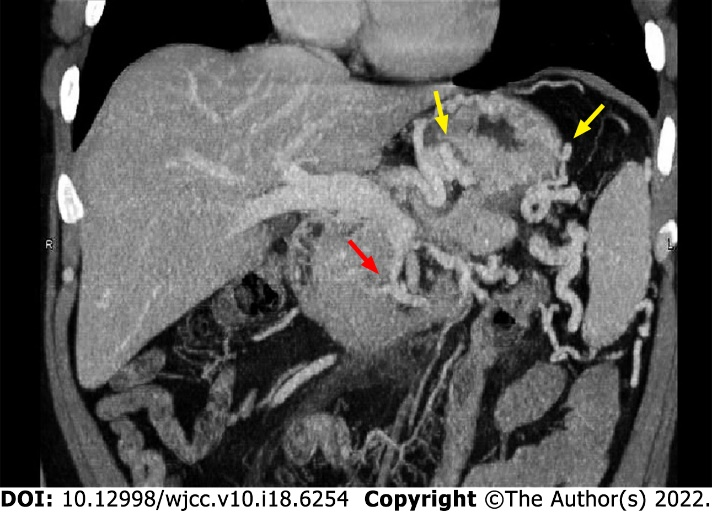 R
L
DOI: 10.12998/wjcc.v10.i18.6254 Copyright ©The Author(s) 2022.